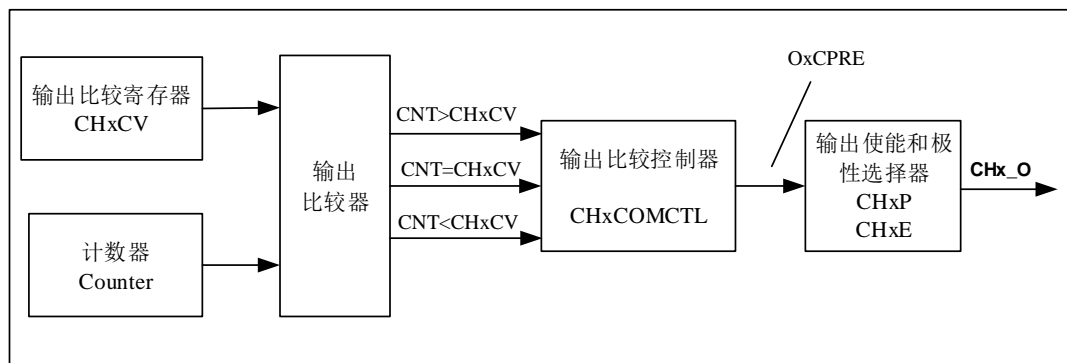 输出比较寄存器
CHxCV
计数器
Counter
输出
比较器
CNT>CHxCV
CNT=CHxCV
CNT<CHxCV
输出比较控制器
CHxCOMCTL
OxCPRE
输出使能和极
性选择器
CHxP
CHxE
CHx_O